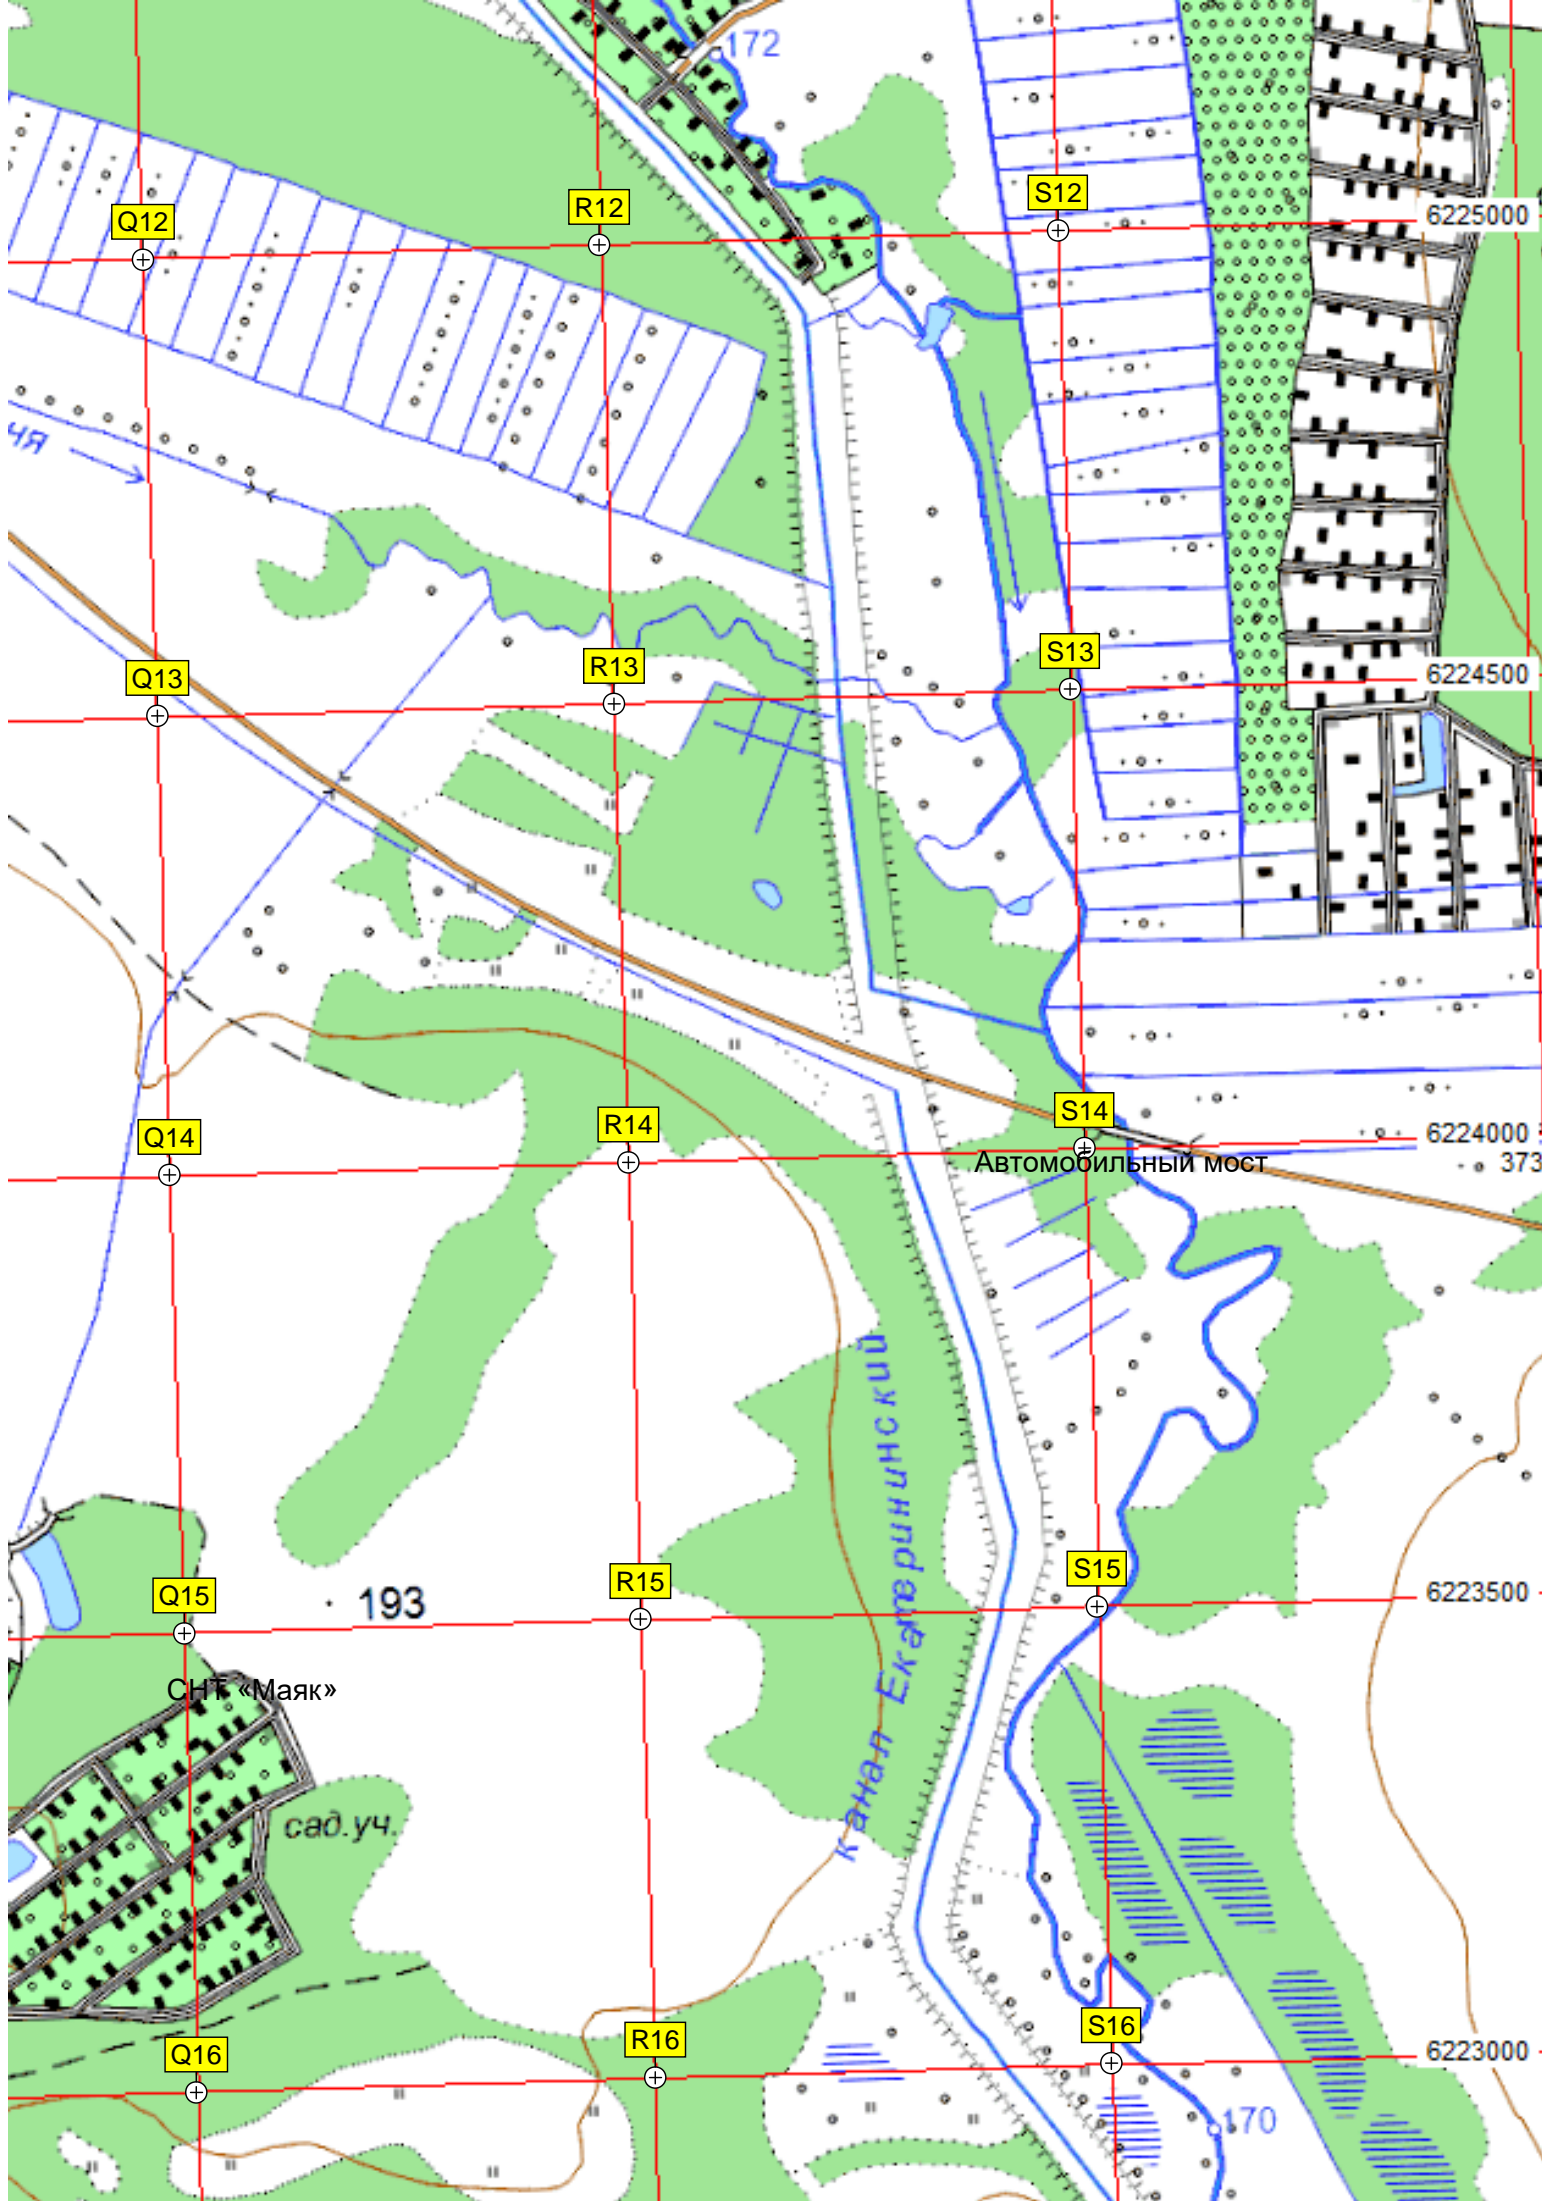 172
S12
R12
6225000
Q12
ня
S13
R13
6224500
Q13
S14
R14
6224000
Q14
Автомобильный мост
373
канал Екатерининский
S15
R15
6223500
Q15
193
СНТ «Маяк»
сад.уч.
S16
R16
6223000
Q16
170